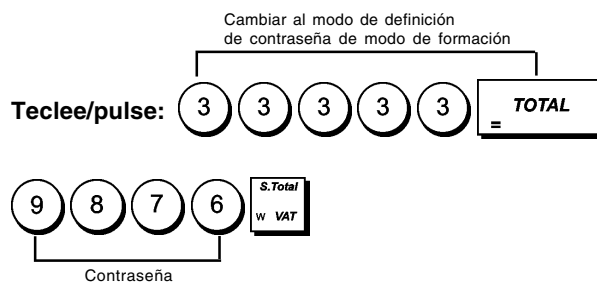 Cambiar al modo de definición
de contraseña de modo de formación
Teclee/pulse: 3 3 3 3 3 TOTAL
=
9 8 7 6 S.Total
w VAT
Contraseña